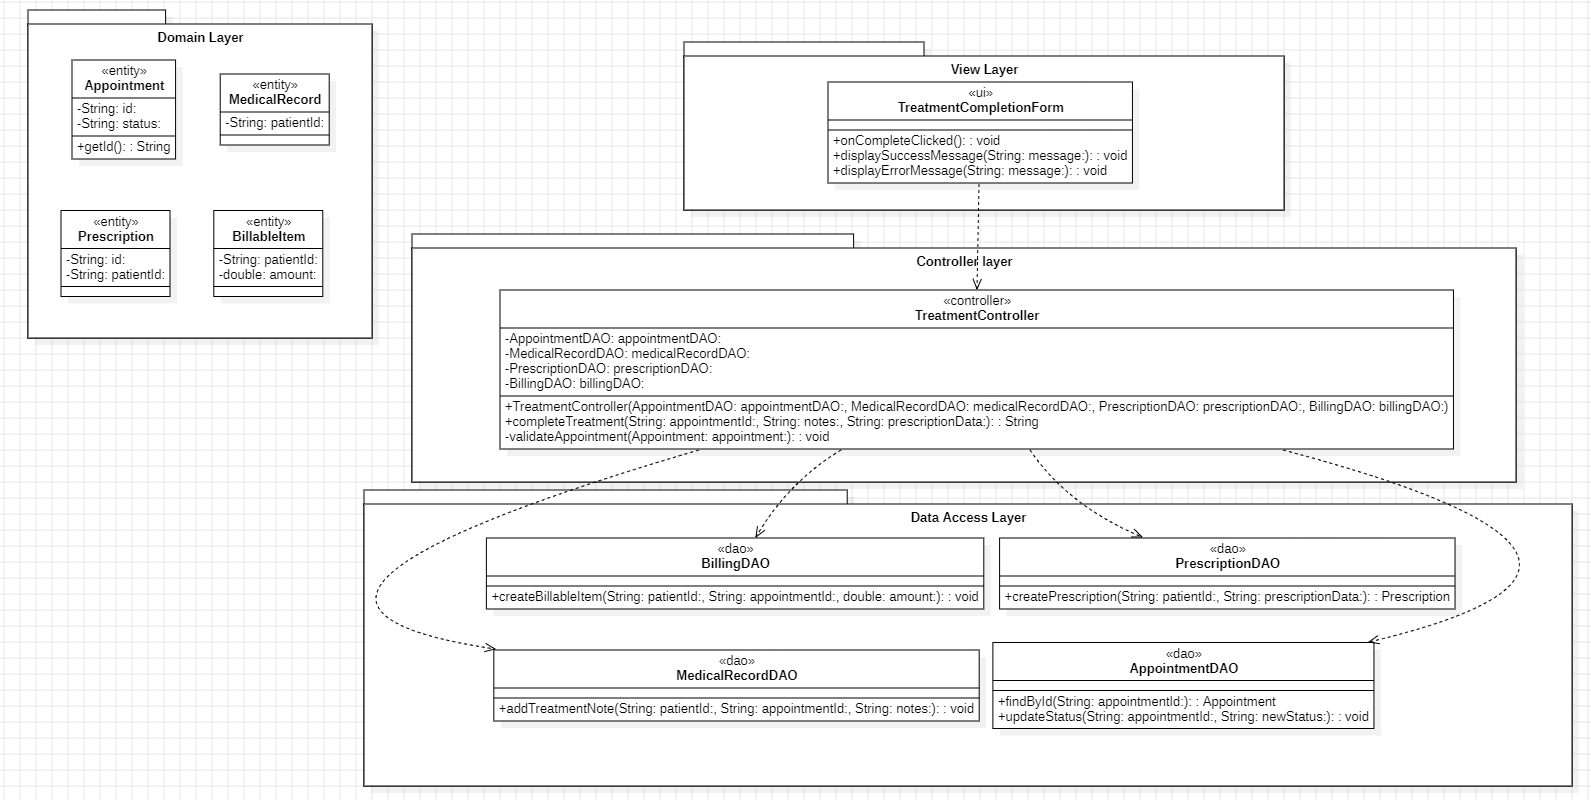 Domain Layer
«entity»
Appointment
-String: id:
-String: status:
+getId(): : String
«entity»
MedicalRecord
-String: patientId:
«entity»
Prescription
-String: id:
-String: patientId:
«entity»
BillableItem
-String: patientId:
-double: amount:
View Layer
«ui»
TreatmentCompletionForm
+onCompleteClicked(): : void
+displaySuccessMessage(String: message:): : void
+displayErrorMessage(String: message:): : void
Controller layer
«controller»
TreatmentController
-AppointmentDAO: appointmentDAO:
-MedicalRecordDAO: medicalRecordDAO:
-PrescriptionDAO: prescriptionDAO:
-BillingDAO: billingDAO:
+TreatmentController(AppointmentDAO: appointmentDAO:, MedicalRecordDAO: medicalRecordDAO:, PrescriptionDAO: prescriptionDAO:, BillingDAO: billingDAO:)
+completeTreatment(String: appointmentId:, String: notes:, String: prescriptionData:): : String
-validateAppointment(Appointment: appointment:): : void
Data Access Layer
«dao»
BillingDAO
+createBillableItem(String: patientId:, String: appointmentId:, double: amount:): : void
«dao»
PrescriptionDAO
+createPrescription(String: patientId:, String: prescriptionData:): : Prescription
«dao»
MedicalRecordDAO
+addTreatmentNote(String: patientId:, String: appointmentId:, String: notes:): : void
«dao»
AppointmentDAO
+findById(String: appointmentId:): : Appointment
+updateStatus(String: appointmentId:, String: newStatus:): : void